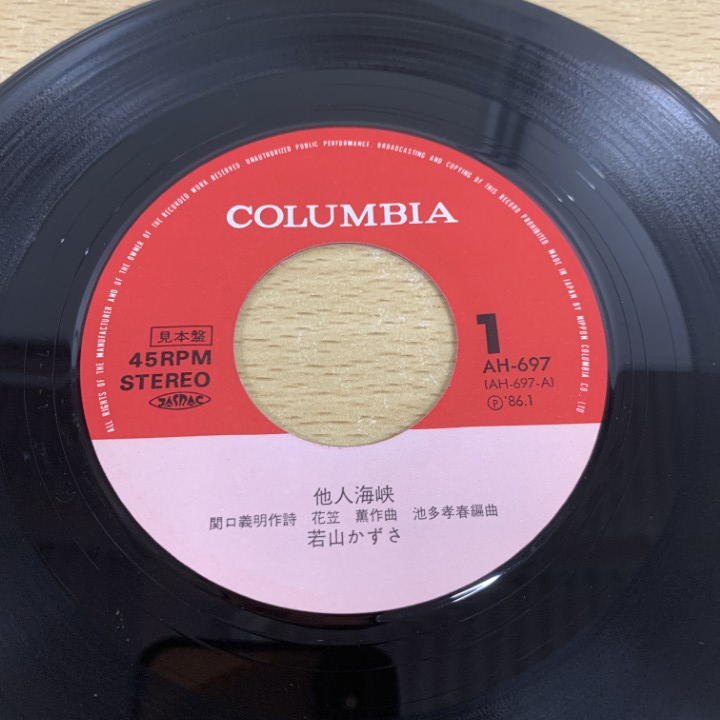 ALL RIGHTS OF THE MANUFACTURER AND OF THE OWNER OF THE RECORDED WORK RESERVED. UNAUTHORIZED PUBLIC PERFORMANCE. BROADCASTING AND COPYING OF THIS RECORD PROHIBITED. MADE IN JAPAN BY NIPPON COLUMBIA CO., LTD
COLUMBIA
見本盤
45RPM
STEREO
JASRAC
1
AH-697
(AH-697-A)
Ⓟ '86.1
他人海峡
関口義明作詩 花笠 薫作曲 池多孝春編曲
若山かずさ